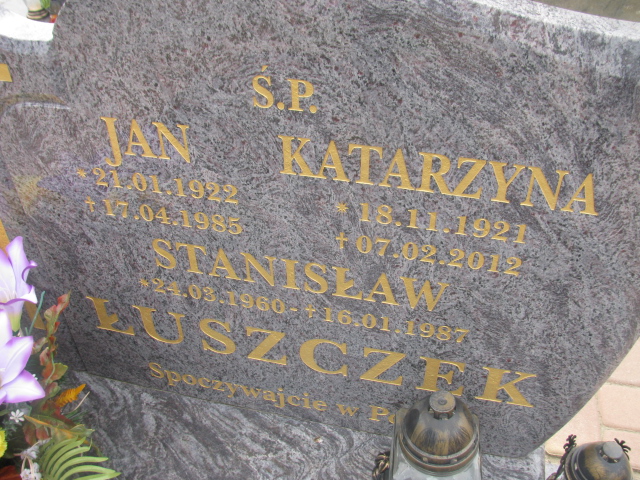 Ś.P.
JAN KATARZYNA
*21.01.1922 * 18.11.1921
†17.04.1985 †07.02.2012
STANISŁAW
*24.03.1960-†16.01.1987
ŁUSZCZEK
Spoczywajcie w